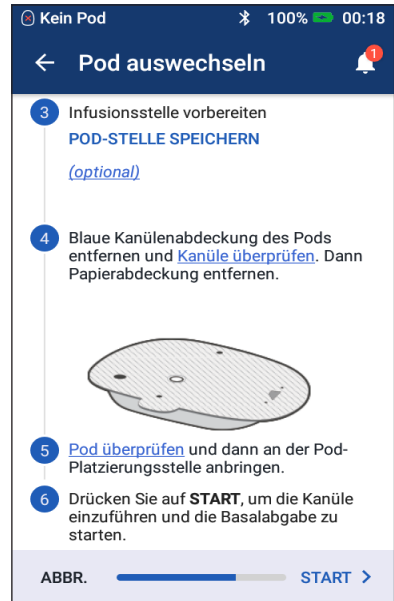 Kein Pod 100% 00:18
Pod auswechseln 1
3 Infusionsstelle vorbereiten
POD-STELLE SPEICHERN
(optional)
4 Blaue Kanülenabdeckung des Pods
entfernen und Kanüle überprüfen. Dann
Papierabdeckung entfernen.
5 Pod überprüfen und dann an der Pod-
Platzierungsstelle anbringen.
6 Drücken Sie auf START, um die Kanüle
einzuführen und die Basalabgabe zu
starten.
ABBR. START